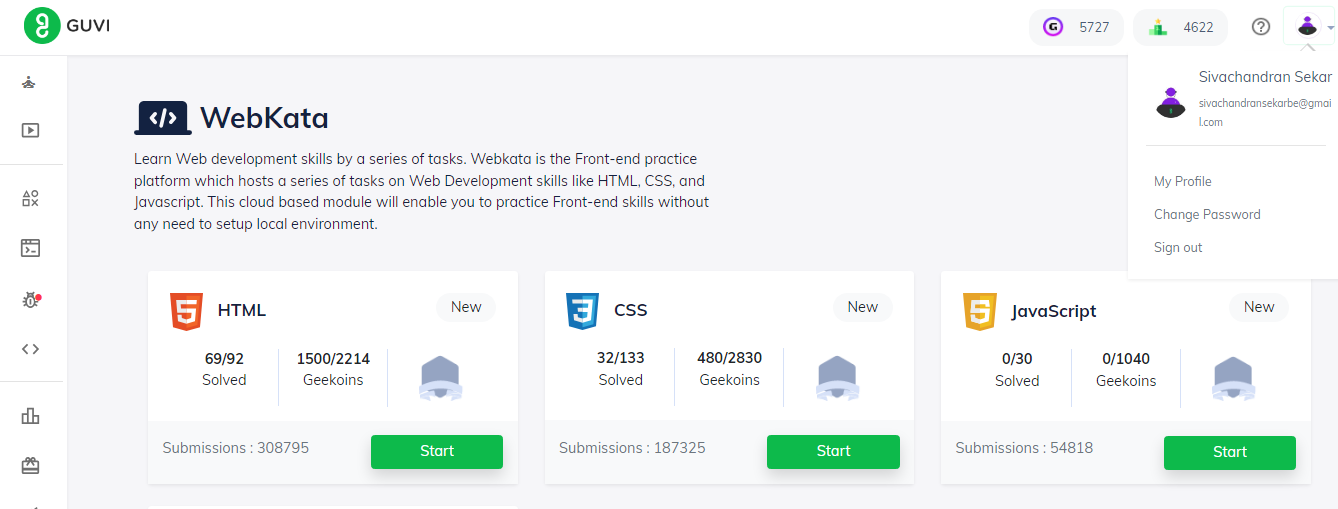 GUVI
5727
4622
Sivachandran Sekar
sivachandransekarbe@gmai
l.com
My Profile
Change Password
Sign out
WebKata
Learn Web development skills by a series of tasks. Webkata is the Front-end practice
platform which hosts a series of tasks on Web Development skills like HTML, CSS, and
Javascript. This cloud based module will enable you to practice Front-end skills without
any need to setup local environment.
HTML
New
69/92
Solved
1500/2214
Geekoins
Submissions : 308795
Start
CSS
New
32/133
Solved
480/2830
Geekoins
Submissions : 187325
Start
JavaScript
New
0/30
Solved
0/1040
Geekoins
Submissions : 54818
Start